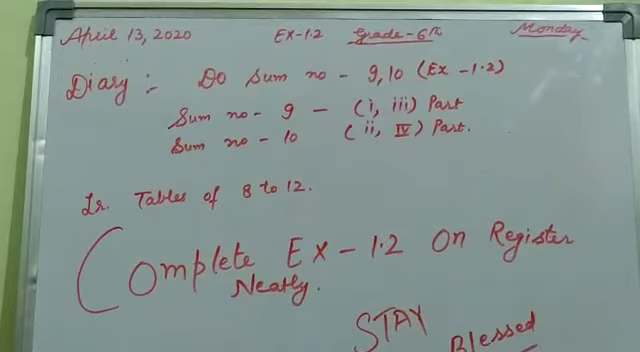 April 13, 2020 Ex-1.2 Grade-6th Monday
Diary :- Do Sum no - 9,10 (Ex -1.2)
Sum no - 9 - (i, iii) Part
Sum no - 10 (ii, IV) Part.
Lr. Tables of 8 to 12.
Complete Ex-1.2 On Register
Neatly.
STAY
Blessed